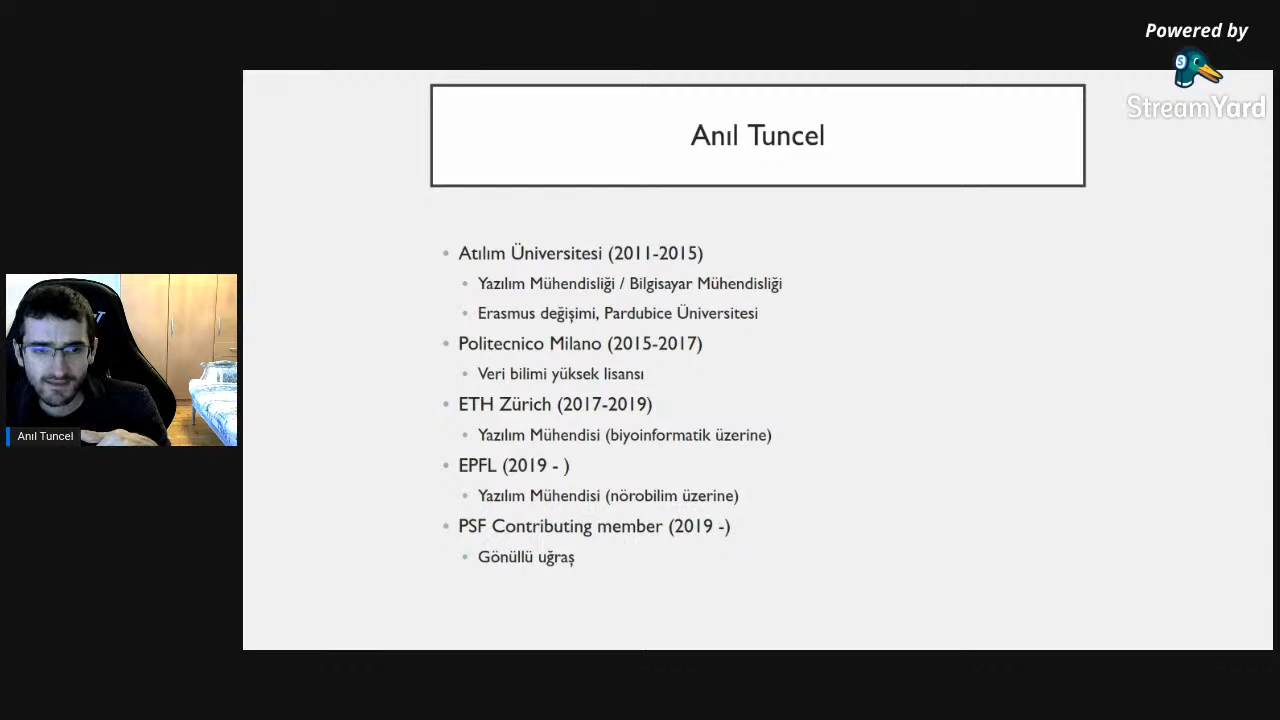 Powered by
StreamYard
Anıl Tuncel
• Atılım Üniversitesi (2011-2015)
• Yazılım Mühendisliği / Bilgisayar Mühendisliği
• Erasmus değişimi, Pardubice Üniversitesi
• Politecnico Milano (2015-2017)
• Veri bilimi yüksek lisansı
• ETH Zürich (2017-2019)
• Yazılım Mühendisi (biyoinformatik üzerine)
• EPFL (2019 - )
• Yazılım Mühendisi (nörobilim üzerine)
• PSF Contributing member (2019 -)
• Gönüllü uğraş
Anıl Tuncel